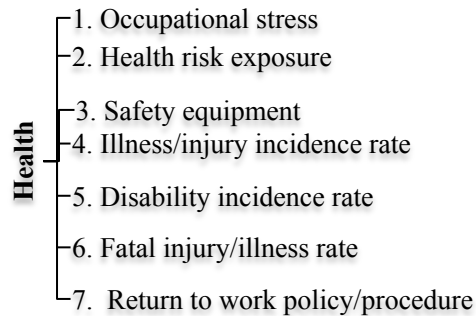 1. Occupational stress
2. Health risk exposure
3. Safety equipment
4. Illness/injury incidence rate
Health
5. Disability incidence rate
6. Fatal injury/illness rate
7. Return to work policy/procedure